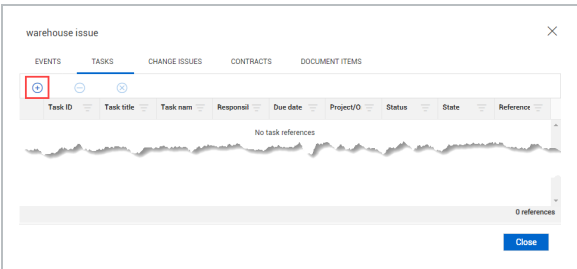 warehouse issue
EVENTS TASKS CHANGE ISSUES CONTRACTS DOCUMENT ITEMS
Task ID Task title Task nam Responsil Due date Project/O Status State Reference
No task references
0 references
Close